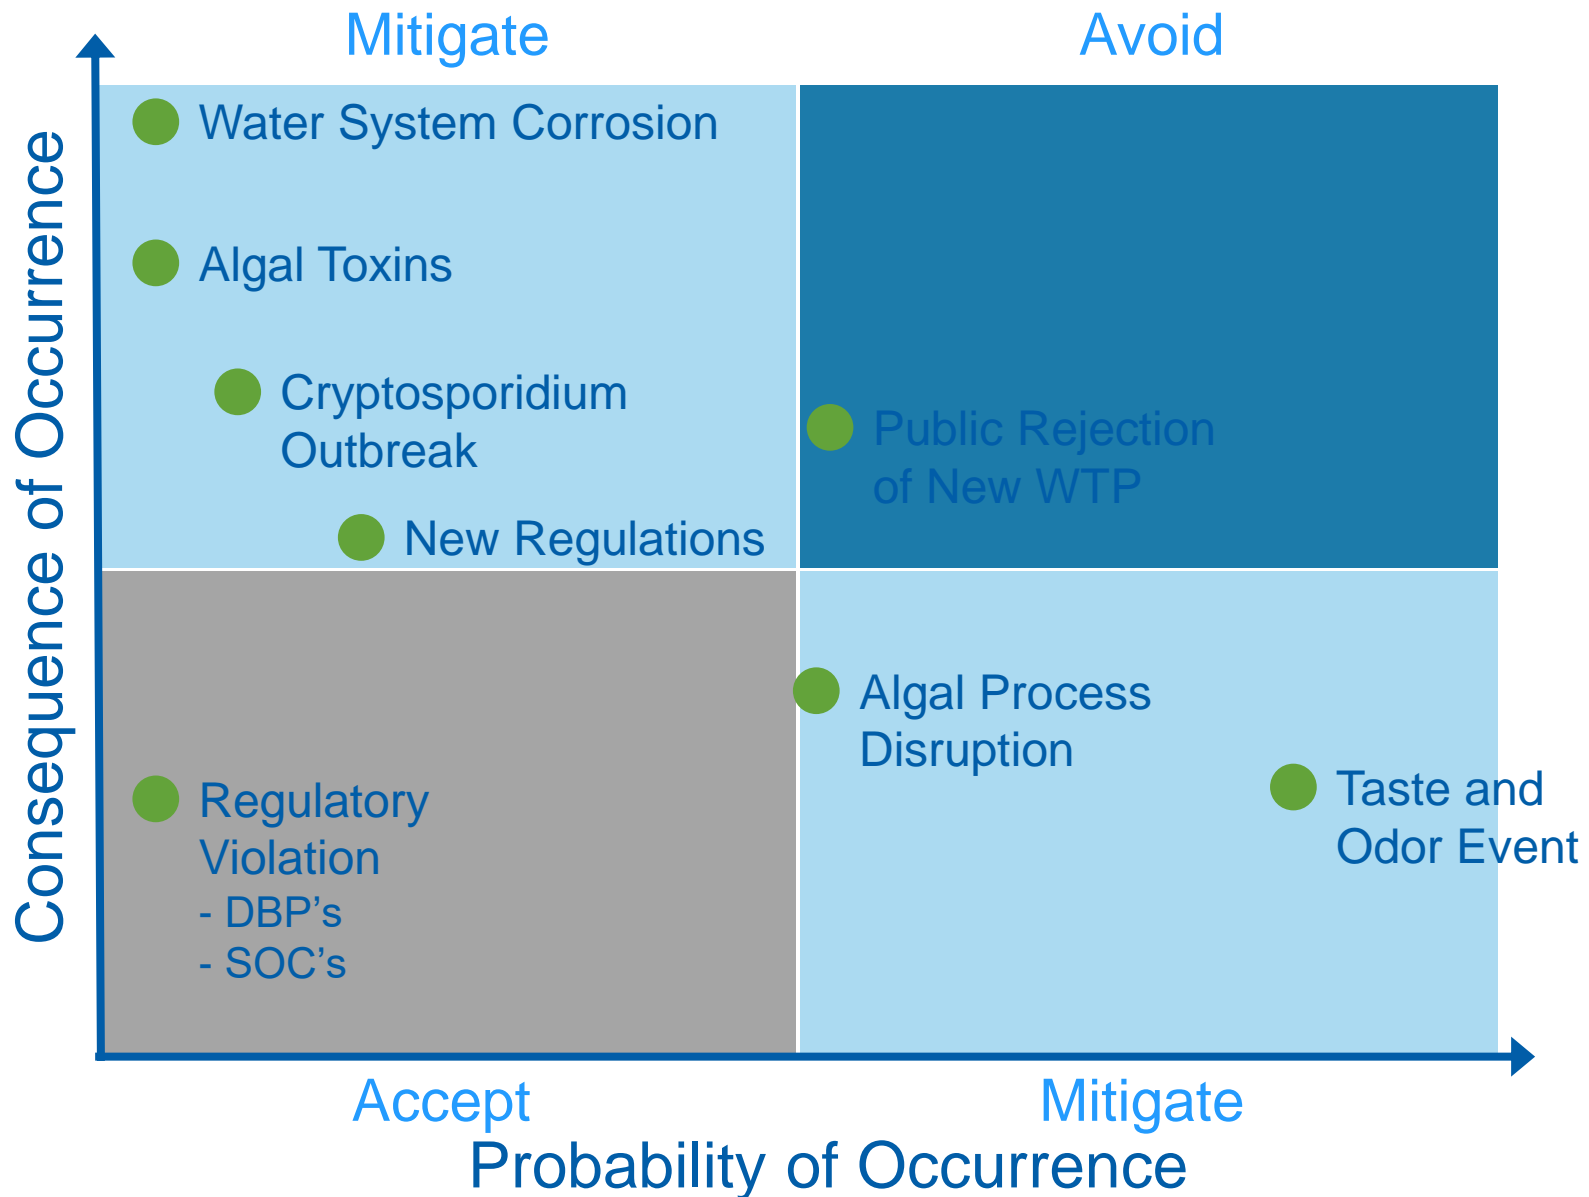 Mitigate
Avoid
Consequence of Occurrence
Water System Corrosion
Algal Toxins
Cryptosporidium
Outbreak
New Regulations
Public Rejection
of New WTP
Regulatory
Violation
- DBP’s
- SOC’s
Algal Process
Disruption
Taste and
Odor Event
Accept
Mitigate
Probability of Occurrence